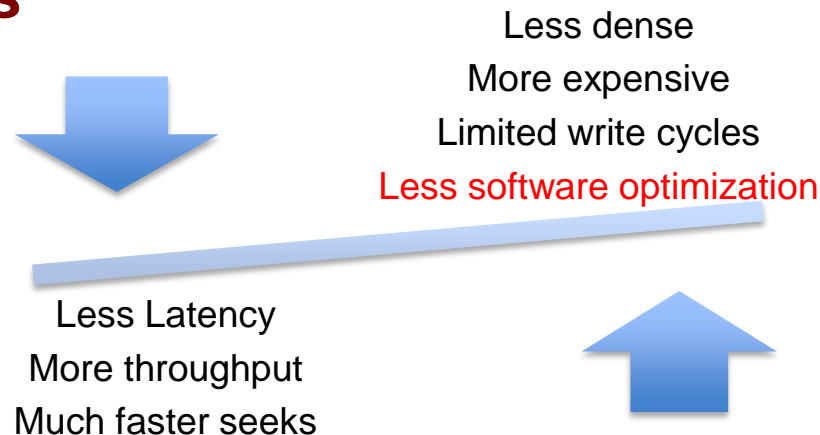 s
Less dense
More expensive
Limited write cycles
Less software optimization
Less Latency
More throughput
Much faster seeks